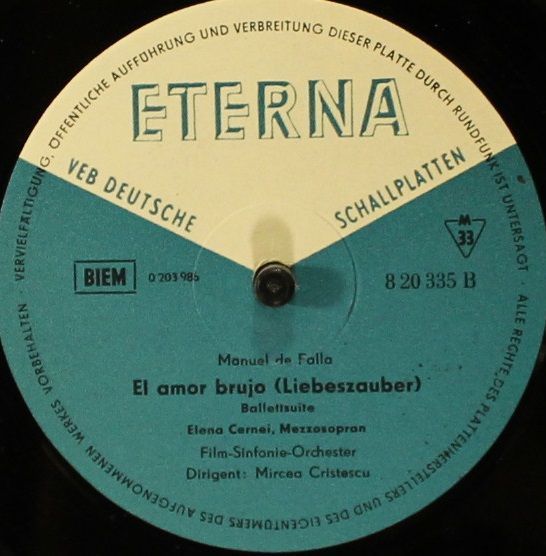 ALLE RECHTE DES PLATTENHERSTELLERS UND DES EIGENTÜMERS DES AUFGENOMMENEN WERKES VORBEHALTEN · VERVIELFÄLTIGUNG, ÖFFENTLICHE AUFFÜHRUNG UND VERBREITUNG DIESER PLATTE DURCH RUNDFUNK IST UNTERSAGT ·
ETERNA
VEB DEUTSCHE SCHALLPLATTEN
M
33
BIEM 0 203 986 8 20 335 B
Manuel de Falla
El amor brujo (Liebeszauber)
Ballettsuite
Elena Cernei, Mezzosopran
Film-Sinfonie-Orchester
Dirigent: Mircea Cristescu